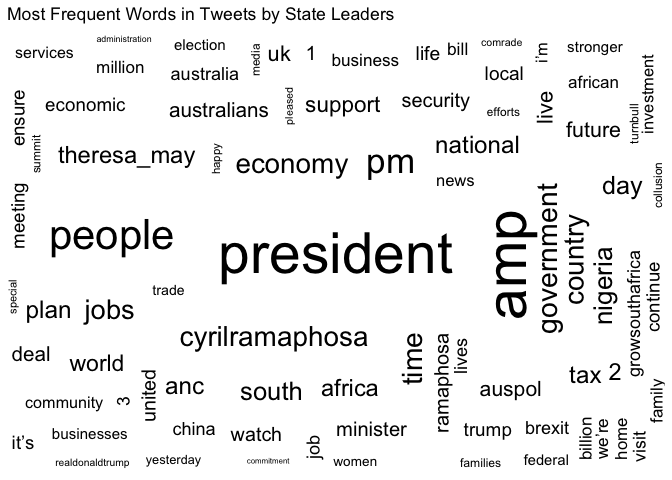 Most Frequent Words in Tweets by State Leaders
services
administration
election
million
australia
media
uk
1
business
life
bill
comrade
i'm
stronger
local
african
investment
ensure
economic
australians
pleased
support
security
efforts
live
future
turnbull
summit
theresa_may
happy
economy
pm
national
news
day
collusion
meeting
people
president
amp
government
country
nigeria
growsouthafrica
continue
special
plan
jobs
trade
deal
world
cyrilramaphosa
time
ramaphosa
lives
community
3
united
anc
south
africa
auspol
tax
2
family
it's
businesses
china
watch
job
minister
trump
brexit
billion
we're
home
visit
realdonaldtrump
yesterday
commitment
women
families
federal